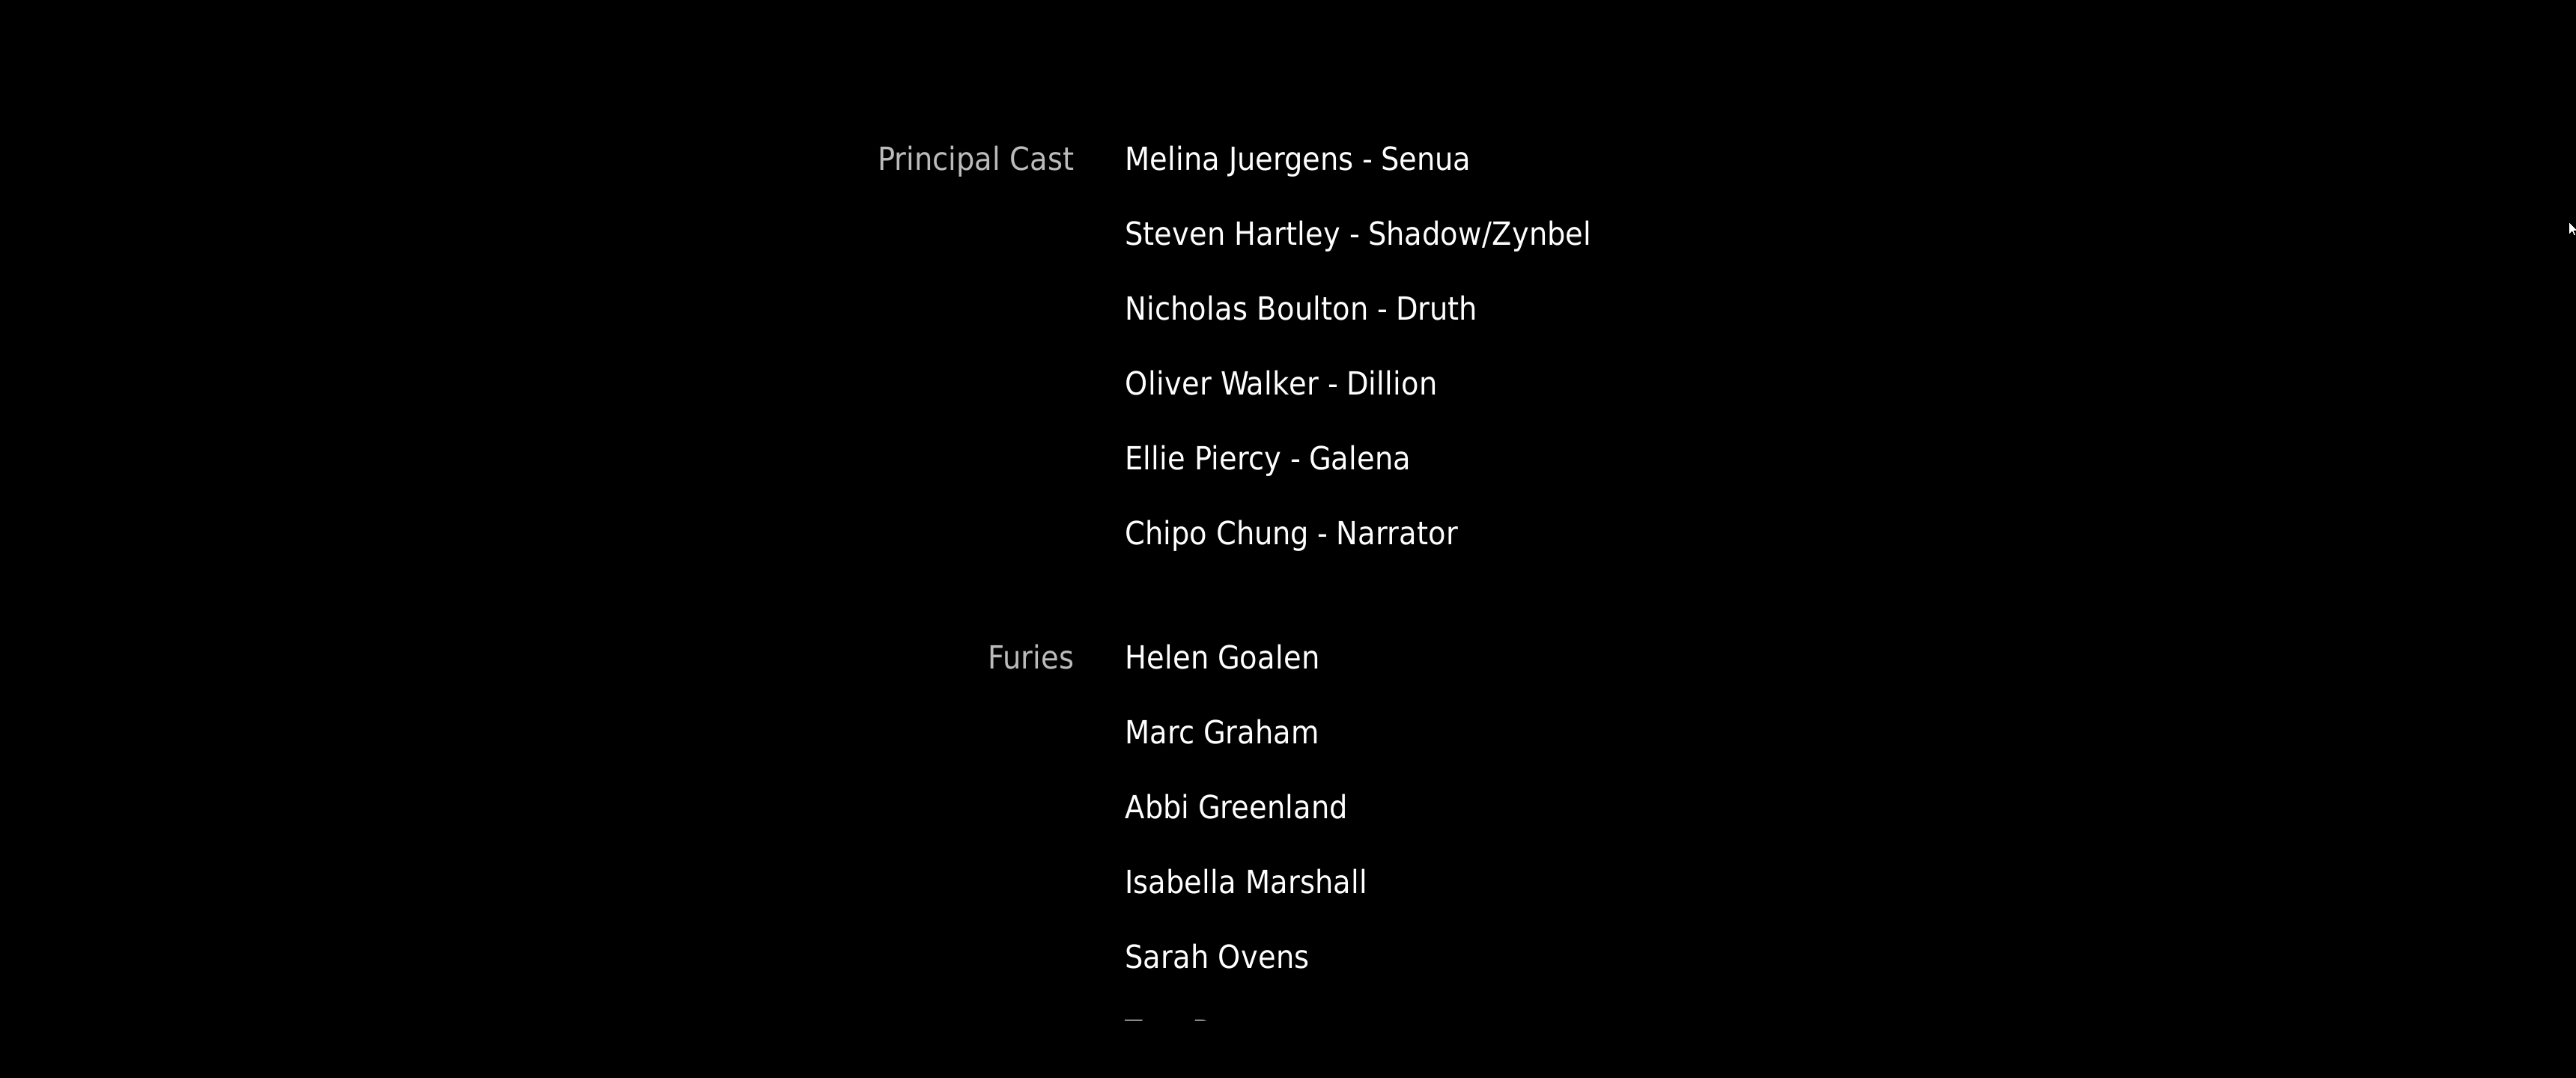 Principal Cast Melina Juergens - Senua
Steven Hartley - Shadow/Zynbel
Nicholas Boulton - Druth
Oliver Walker - Dillion
Ellie Piercy - Galena
Chipo Chung - Narrator
Furies Helen Goalen
Marc Graham
Abbi Greenland
Isabella Marshall
Sarah Ovens